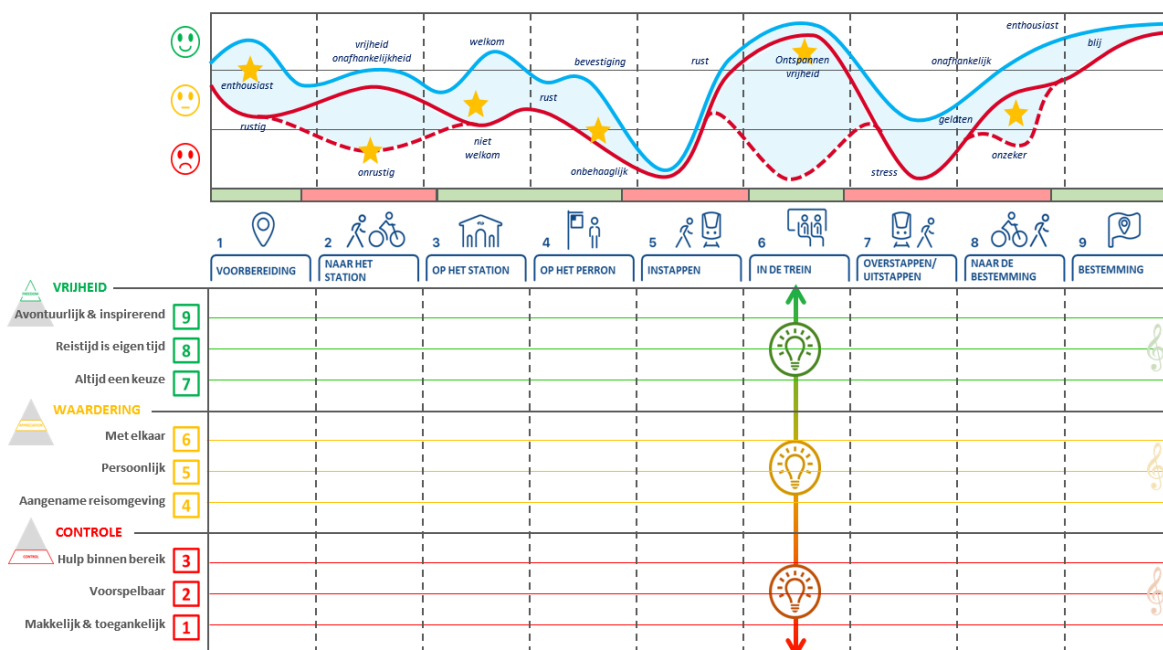 enthousiast
vrijheid
onafhankelijkheid
welkom
bevestiging
rust
Ontspannen
vrijheid
onafhankelijk
enthousiast
blij
rustig
onrustig
niet
welkom
rust
onbehaaglijk
stress
gesloten
onzeker
1
VOORBEREIDING
2
NAAR HET
STATION
3
OP HET STATION
4
OP HET PERRON
5
INSTAPPEN
6
IN DE TREIN
7
OVERSTAPPEN/
UITSTAPPEN
8
NAAR DE
BESTEMMING
9
BESTEMMING
VRIJHEID
Avontuurlijk & inspirerend 9
Reistijd is eigen tijd 8
Altijd een keuze 7
WAARDERING
Met elkaar 6
Persoonlijk 5
Aangename reisomgeving 4
CONTROLE
CONTROL
Hulp binnen bereik 3
Voorspelbaar 2
Makkelijk & toegankelijk 1